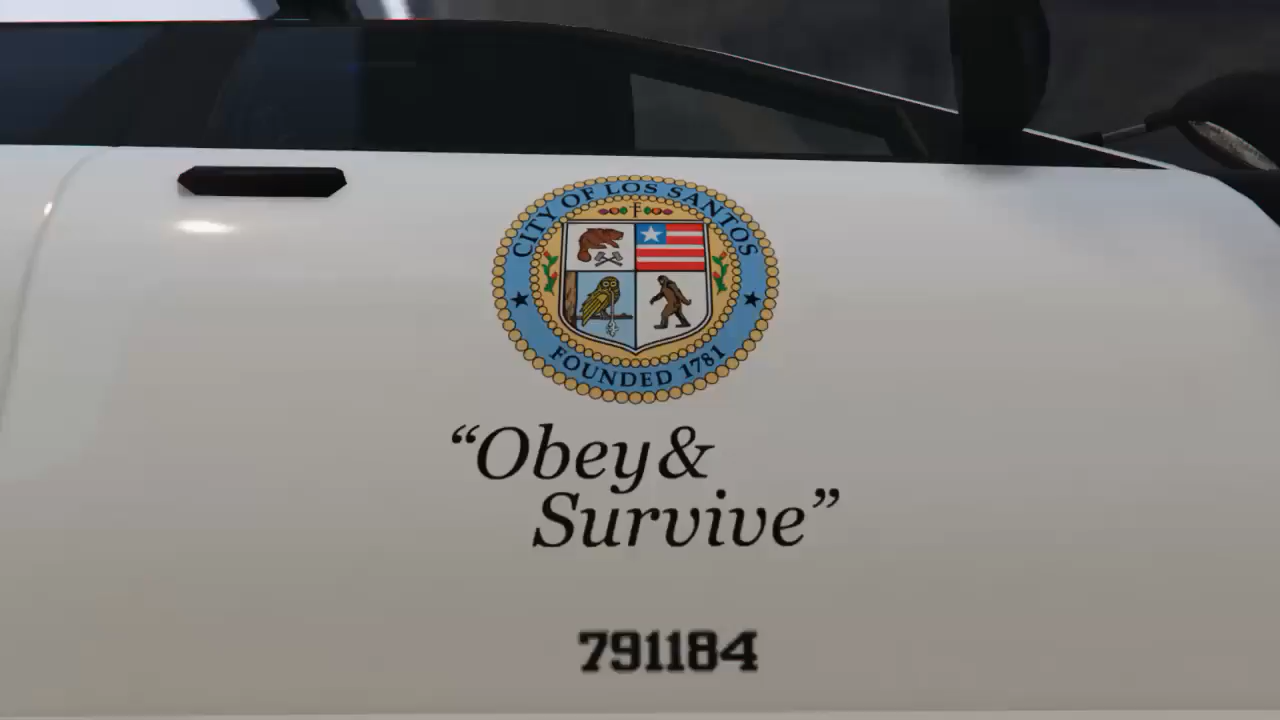 CITY OF LOS SANTOS
FOUNDED 1781
“Obey &
Survive”
791184